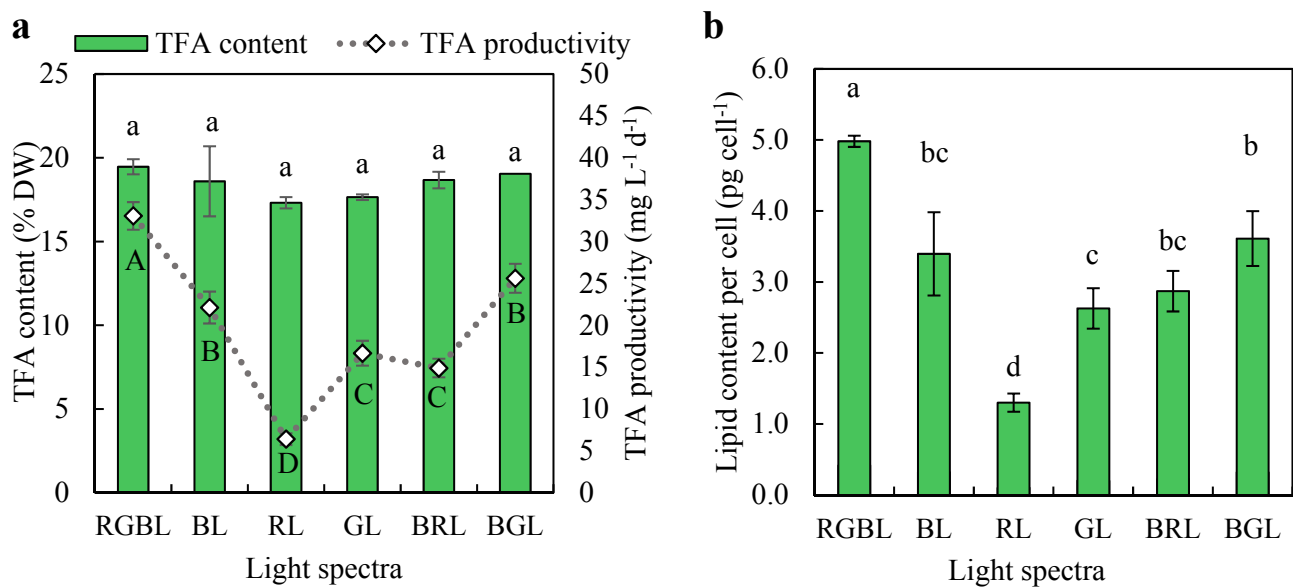 a
TFA content
TFA productivity
25
20
15
10
5
0
TFA content (% DW)
50
45
40
35
30
25
20
15
10
5
0
TFA productivity (mg L⁻¹ d⁻¹)
a a a a a a
A B D C C B
RGBL BL RL GL BRL BGL
Light spectra
b
6.0
5.0
4.0
3.0
2.0
1.0
0.0
Lipid content per cell (pg cell⁻¹)
a bc d c bc b
RGBL BL RL GL BRL BGL
Light spectra